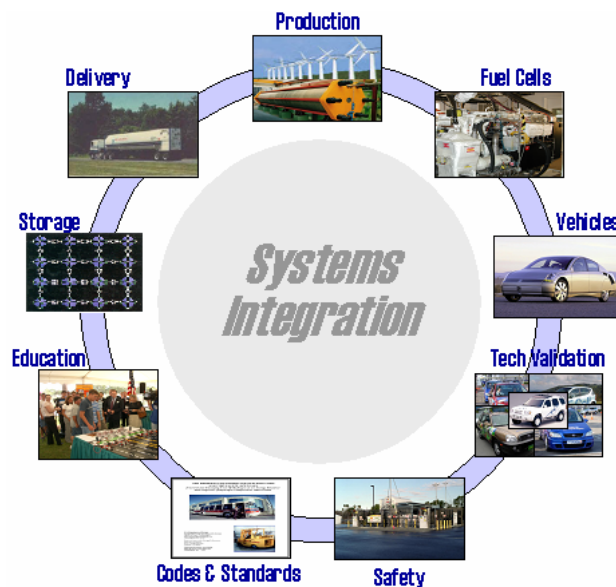 Production
Delivery
Fuel Cells
Storage
Vehicles
Systems
Integration
Education
Tech Validation
Codes & Standards
Safety